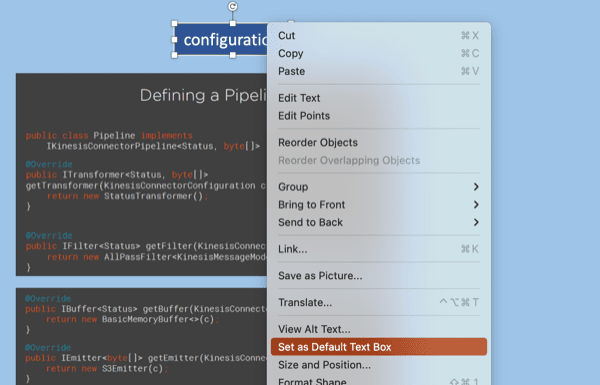 configuratio
Cut ⌘X
Copy ⌘C
Paste ⌘V
Edit Text
Edit Points
Reorder Objects
Reorder Overlapping Objects
Group
Bring to Front
Send to Back
Link... ⌘K
Save as Picture...
Translate... ^⌥⌘T
View Alt Text...
Set as Default Text Box
Size and Position...
Format Shape... ⇧⌘1
Defining a Pipeli
public class Pipeline implements
IKinesisConnectorPipeline<Status, byte[]>
@Override
public ITransformer<Status, byte[]>
getTransformer(KinesisConnectorConfiguration c
return new StatusTransformer();
}
@Override
public IFilter<Status> getFilter(KinesisConnec
return new AllPassFilter<KinesisMessageMode
}
@Override
public IBuffer<Status> getBuffer(KinesisConnec
return new BasicMemoryBuffer<>(c);
}
@Override
public IEmitter<byte[]> getEmitter(KinesisConne
return new S3Emitter(c);
}